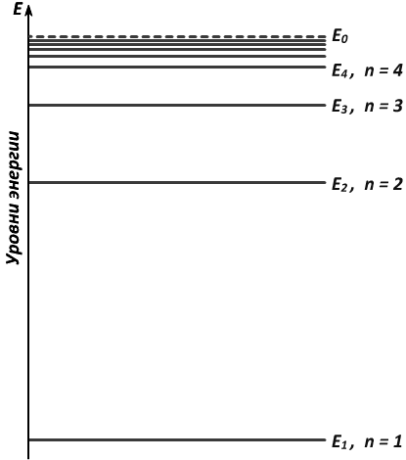 E
E₀
E₄, n = 4
E₃, n = 3
E₂, n = 2
Уровни энергии
E₁, n = 1